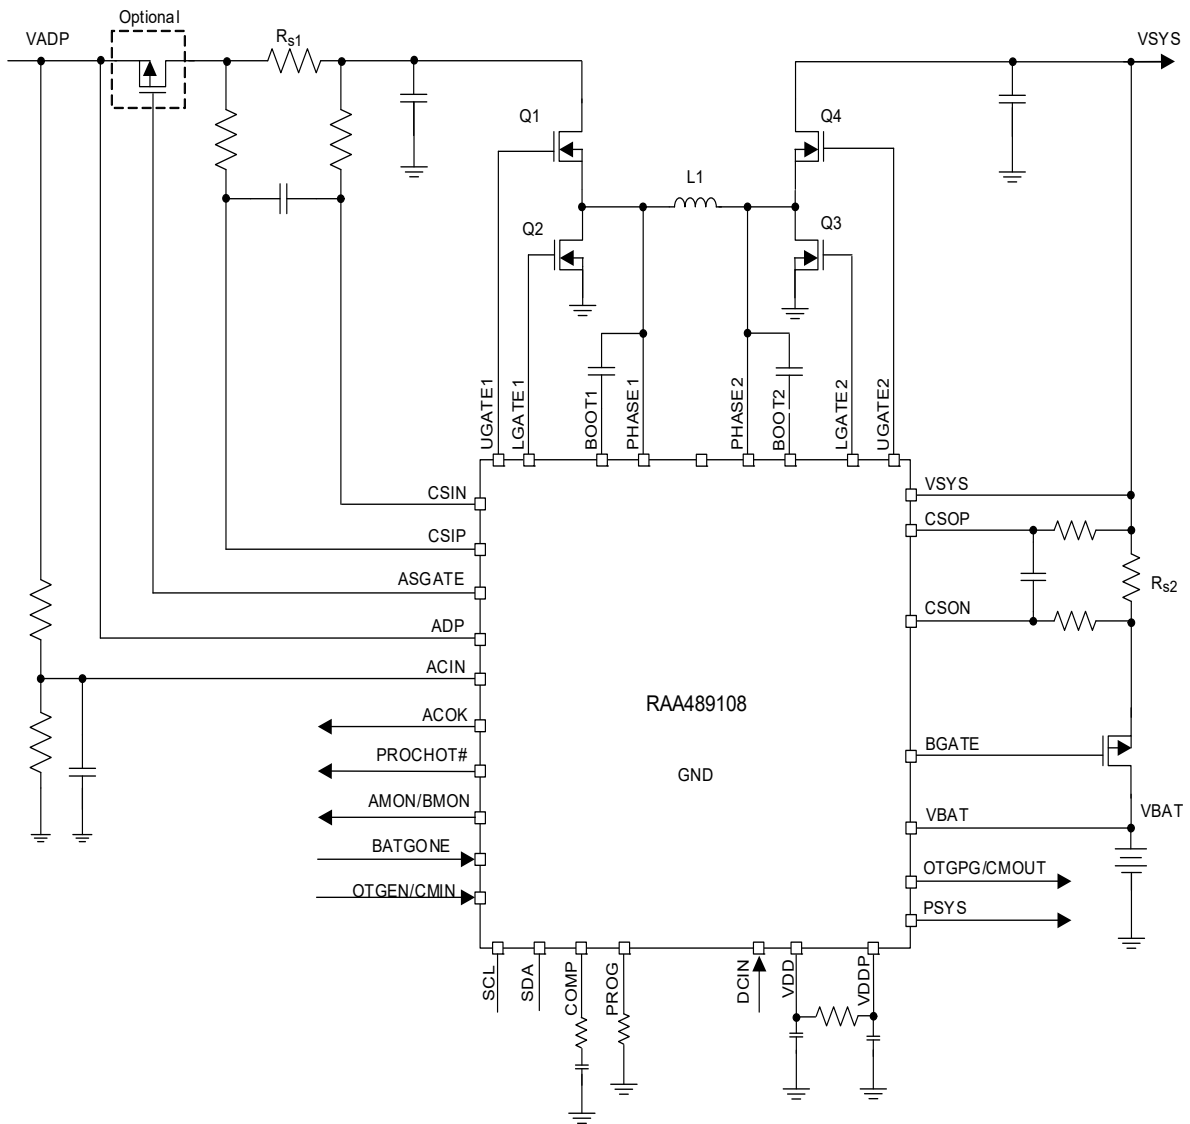 Optional
VADP
Rs1
VSYS
Q1
Q4
L1
Q2
Q3
UGATE1
LGATE1
BOOT1
PHASE1
PHASE2
BOOT2
LGATE2
UGATE2
CSIN
VSYS
CSIP
CSOP
ASGATE
Rs2
ADP
CSON
ACIN
RAA489108
ACOK
PROCHOT#
BGATE
GND
AMON/BMON
VBAT
VBAT
BATGONE
OTGPG/CMOUT
OTGEN/CMIN
PSYS
SCL
SDA
COMP
PROG
DCIN
VDD
VDDP